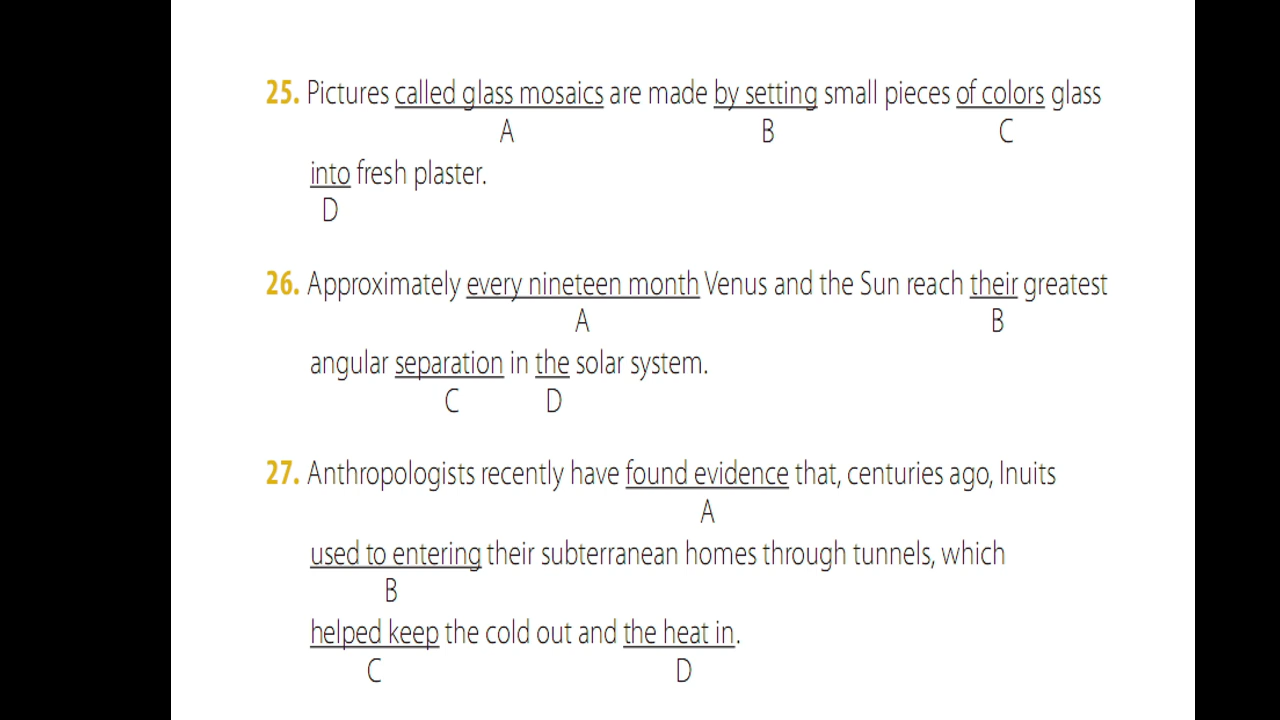 25. Pictures called glass mosaics are made by setting small pieces of colors glass
A B C
into fresh plaster.
D
26. Approximately every nineteen month Venus and the Sun reach their greatest
A B
angular separation in the solar system.
C D
27. Anthropologists recently have found evidence that, centuries ago, Inuits
A
used to entering their subterranean homes through tunnels, which
B
helped keep the cold out and the heat in.
C D